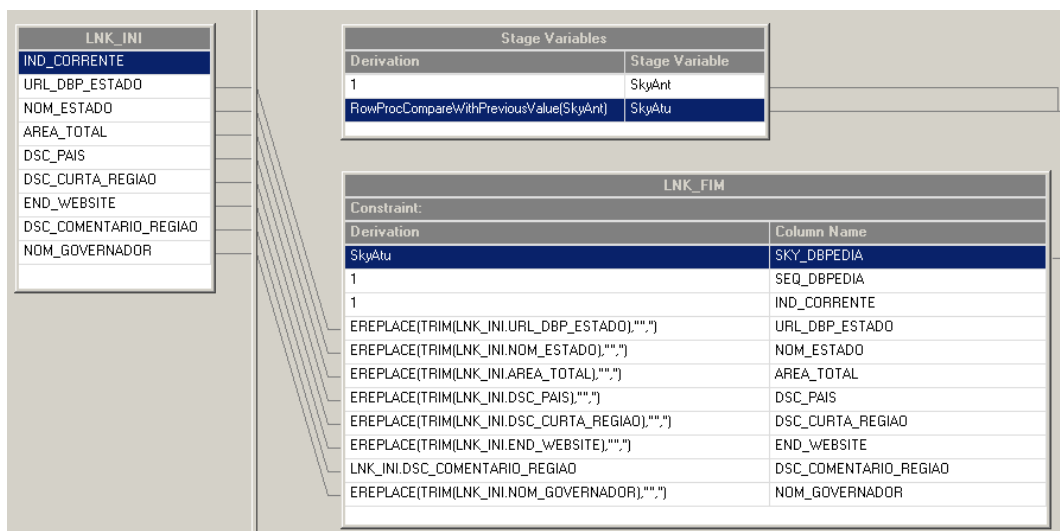 LNK_INI
IND_CORRENTE
URL_DBP_ESTADO
NOM_ESTADO
AREA_TOTAL
DSC_PAIS
DSC_CURTA_REGIAO
END_WEBSITE
DSC_COMENTARIO_REGIAO
NOM_GOVERNADOR
Stage Variables
Derivation Stage Variable
1 SkyAnt
RowProcCompareWithPreviousValue(SkyAnt) SkyAtu
LNK_FIM
Constraint:
Derivation Column Name
SkyAtu SKY_DBPEDIA
1 SEQ_DBPEDIA
1 IND_CORRENTE
EREPLACE(TRIM(LNK_INI.URL_DBP_ESTADO),"",'') URL_DBP_ESTADO
EREPLACE(TRIM(LNK_INI.NOM_ESTADO),"",'') NOM_ESTADO
EREPLACE(TRIM(LNK_INI.AREA_TOTAL),"",'') AREA_TOTAL
EREPLACE(TRIM(LNK_INI.DSC_PAIS),"",'') DSC_PAIS
EREPLACE(TRIM(LNK_INI.DSC_CURTA_REGIAO),"",'') DSC_CURTA_REGIAO
EREPLACE(TRIM(LNK_INI.END_WEBSITE),"",'') END_WEBSITE
LNK_INI.DSC_COMENTARIO_REGIAO DSC_COMENTARIO_REGIAO
EREPLACE(TRIM(LNK_INI.NOM_GOVERNADOR),"",'') NOM_GOVERNADOR